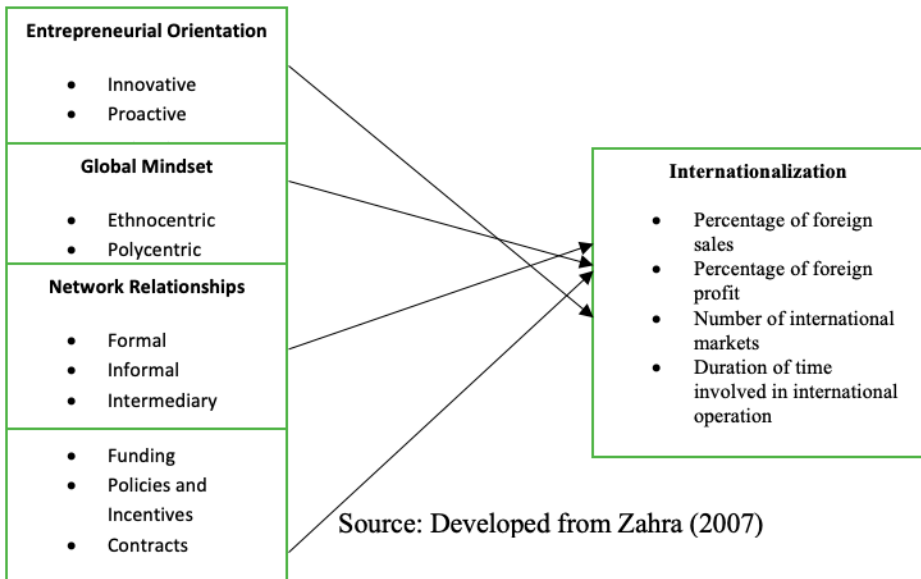 Entrepreneurial Orientation
• Innovative
• Proactive
Global Mindset
• Ethnocentric
• Polycentric
Network Relationships
• Formal
• Informal
• Intermediary
• Funding
• Policies and
Incentives
• Contracts
Internationalization
• Percentage of foreign
sales
• Percentage of foreign
profit
• Number of international
markets
• Duration of time
involved in international
operation
Source: Developed from Zahra (2007)